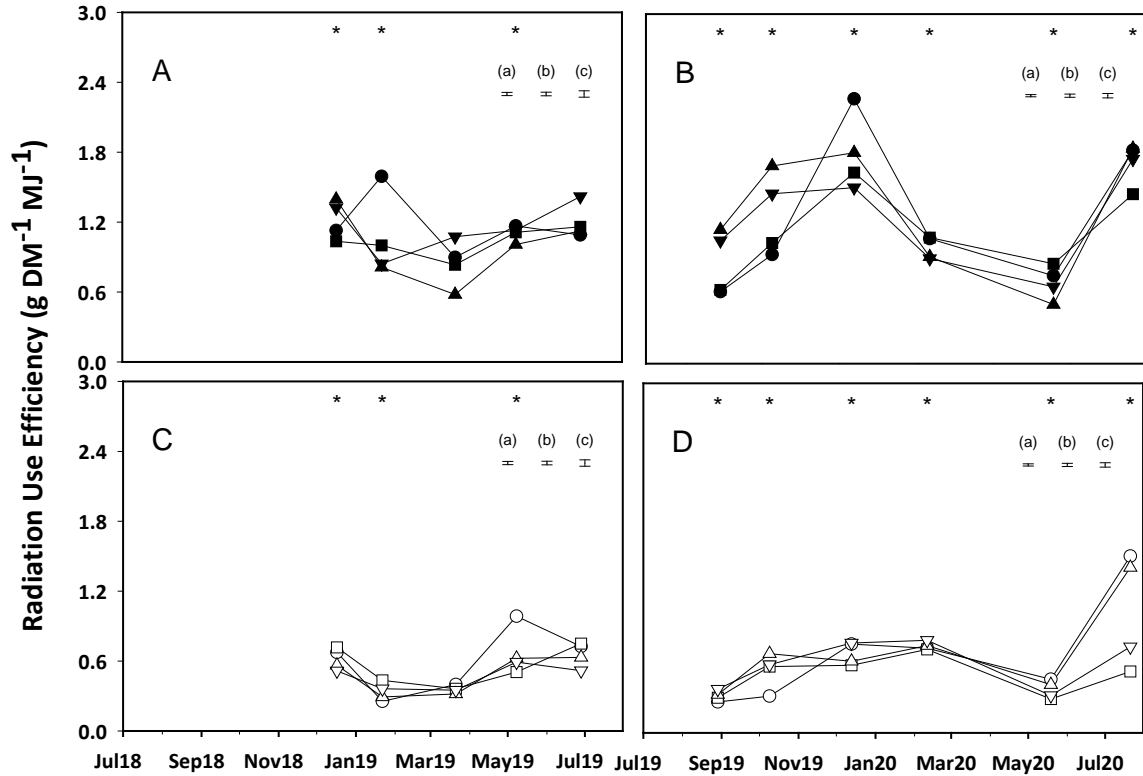 Radiation Use Efficiency (g DM-1 MJ-1)
3.0
2.4
1.8
1.2
0.6
0.0
* * *
A
(a) (b) (c)
* * * * * *
B
(a) (b) (c)
3.0
2.4
1.8
1.2
0.6
0.0
* * *
C
(a) (b) (c)
* * * * * *
D
(a) (b) (c)
Jul18 Sep18 Nov18 Jan19 Mar19 May19 Jul19
Jul19 Sep19 Nov19 Jan20 Mar20 May20 Jul20